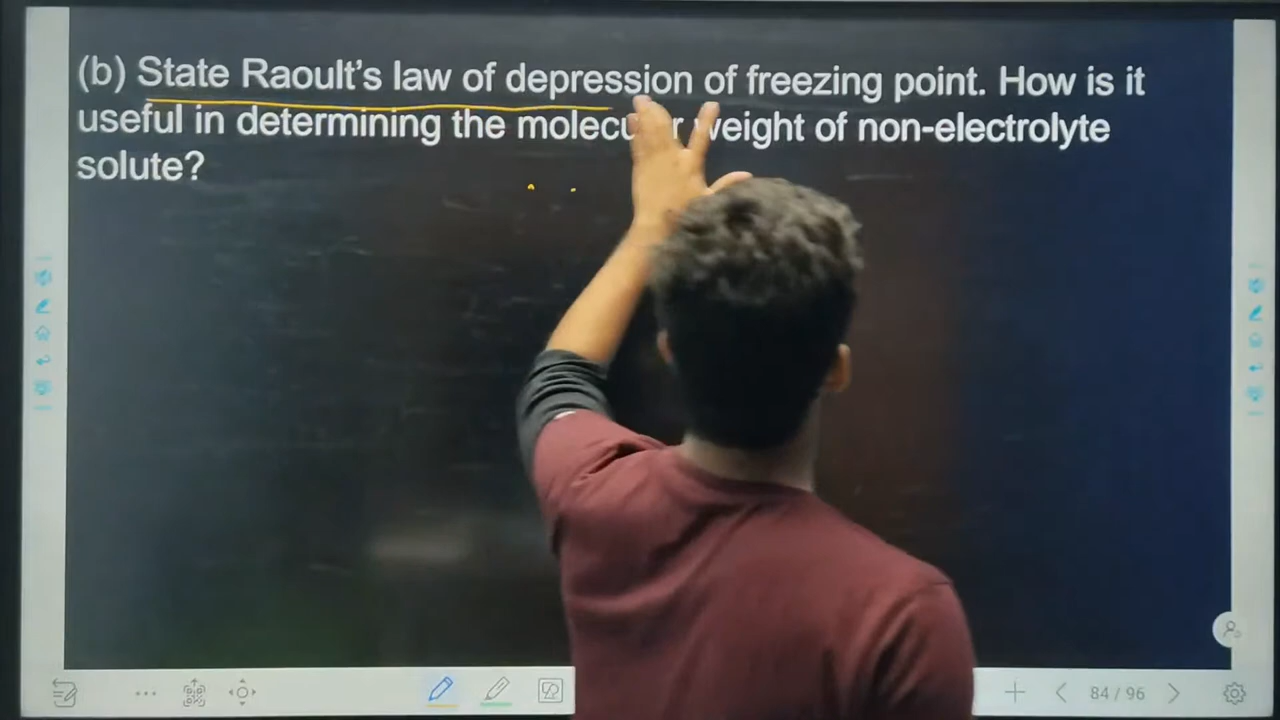 (b) State Raoult's law of depression of freezing point. How is it
useful in determining the weight of non-electrolyte
solute?
84 / 96